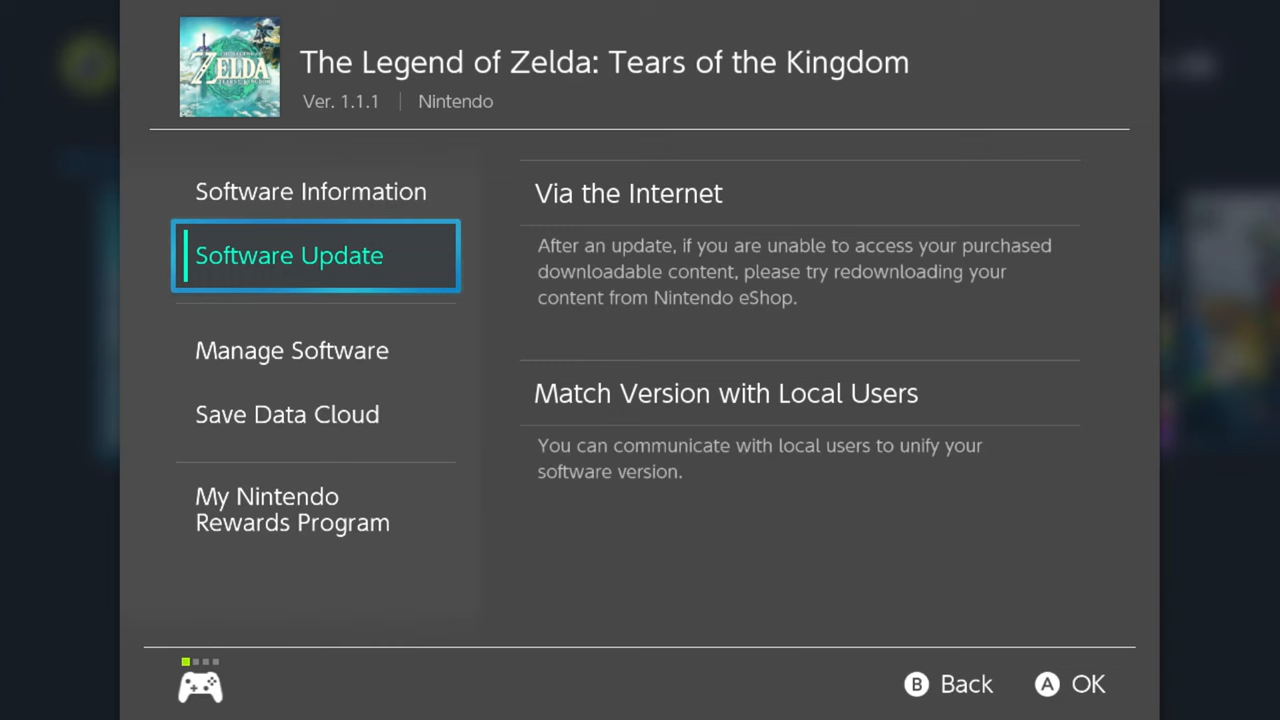 The Legend of Zelda: Tears of the Kingdom
Ver. 1.1.1 | Nintendo
Software Information
Software Update
Manage Software
Save Data Cloud
My Nintendo
Rewards Program
Via the Internet
After an update, if you are unable to access your purchased
downloadable content, please try redownloading your
content from Nintendo eShop.
Match Version with Local Users
You can communicate with local users to unify your
software version.
B Back
A OK